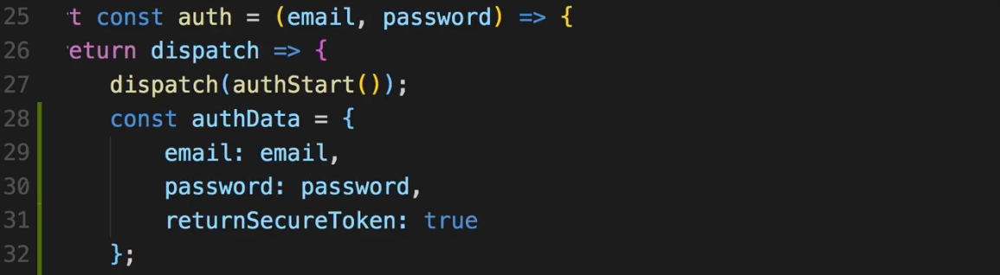 25 t const auth = (email, password) => {
26 eturn dispatch => {
27 dispatch(authStart());
28 const authData = {
29 email: email,
30 password: password,
31 returnSecureToken: true
32 };